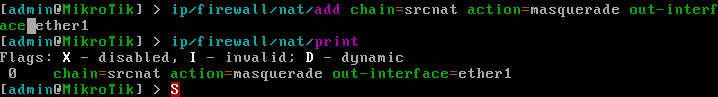 [admin@MikroTik] > ip/firewall/nat/add chain=srcnat action=masquerade out-interf
ace=ether1
[admin@MikroTik] > ip/firewall/nat/print
Flags: X - disabled, I - invalid; D - dynamic
0 chain=srcnat action=masquerade out-interface=ether1
[admin@MikroTik] > S